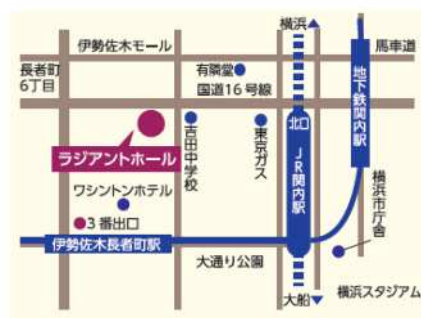 横浜▲
伊勢佐木モール
馬車道
長者町
6丁目
有隣堂
国道16号線
地下鉄関内駅
北口
JR関内駅
吉田中学校
東京ガス
ラジアントホール
ワシントンホテル
3番出口
横浜市庁舎
伊勢佐木長者町駅
大通り公園
大船▼
横浜スタジアム